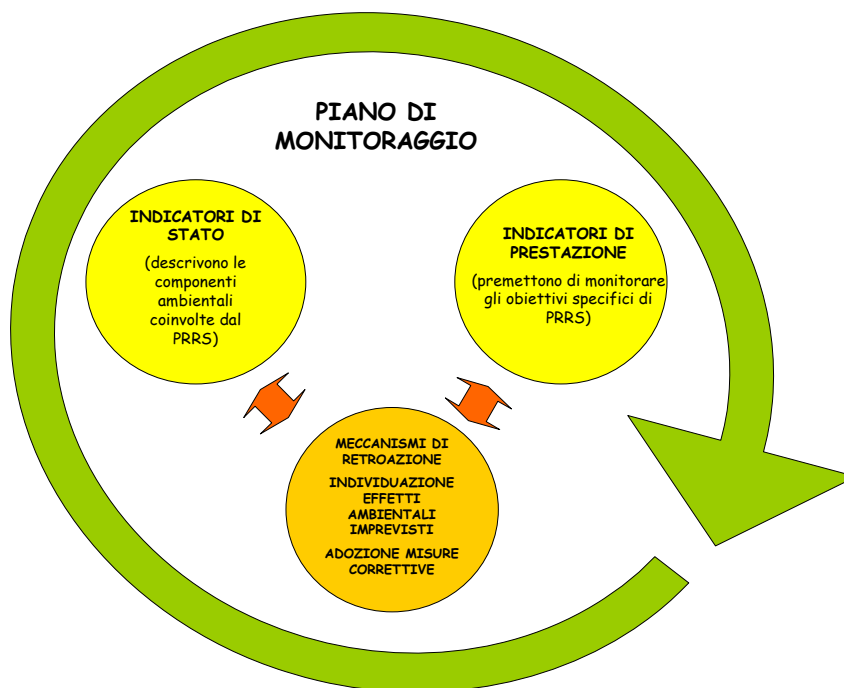 PIANO DI
MONITORAGGIO
INDICATORI DI
STATO
(descrivono le
componenti
ambientali
coinvolte dal
PRRS)
INDICATORI DI
PRESTAZIONE
(premettono di monitorare
gli obiettivi specifici di
PRRS)
MECCANISMI DI
RETROAZIONE
INDIVIDUAZIONE
EFFETTI
AMBIENTALI
IMPREVISTI
ADOZIONE MISURE
CORRETTIVE